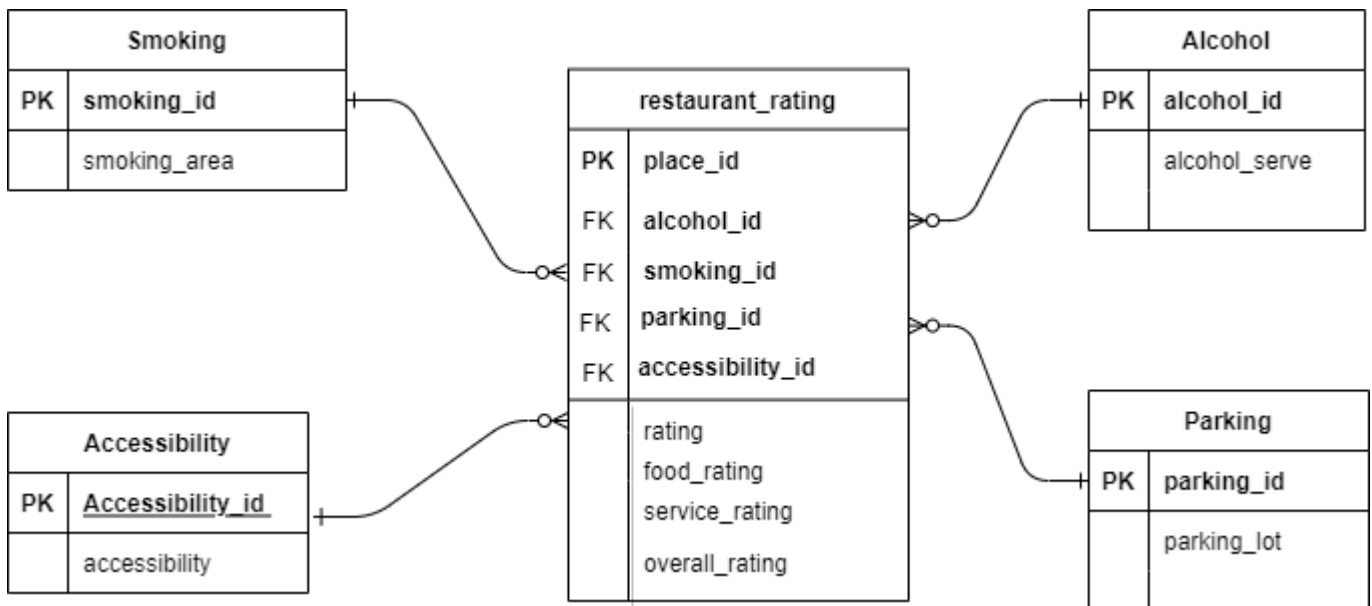 Smoking
PK smoking_id
smoking_area
Accessibility
PK Accessibility_id
accessibility
restaurant_rating
PK place_id
FK alcohol_id
FK smoking_id
FK parking_id
FK accessibility_id
rating
food_rating
service_rating
overall_rating
Alcohol
PK alcohol_id
alcohol_serve
Parking
PK parking_id
parking_lot